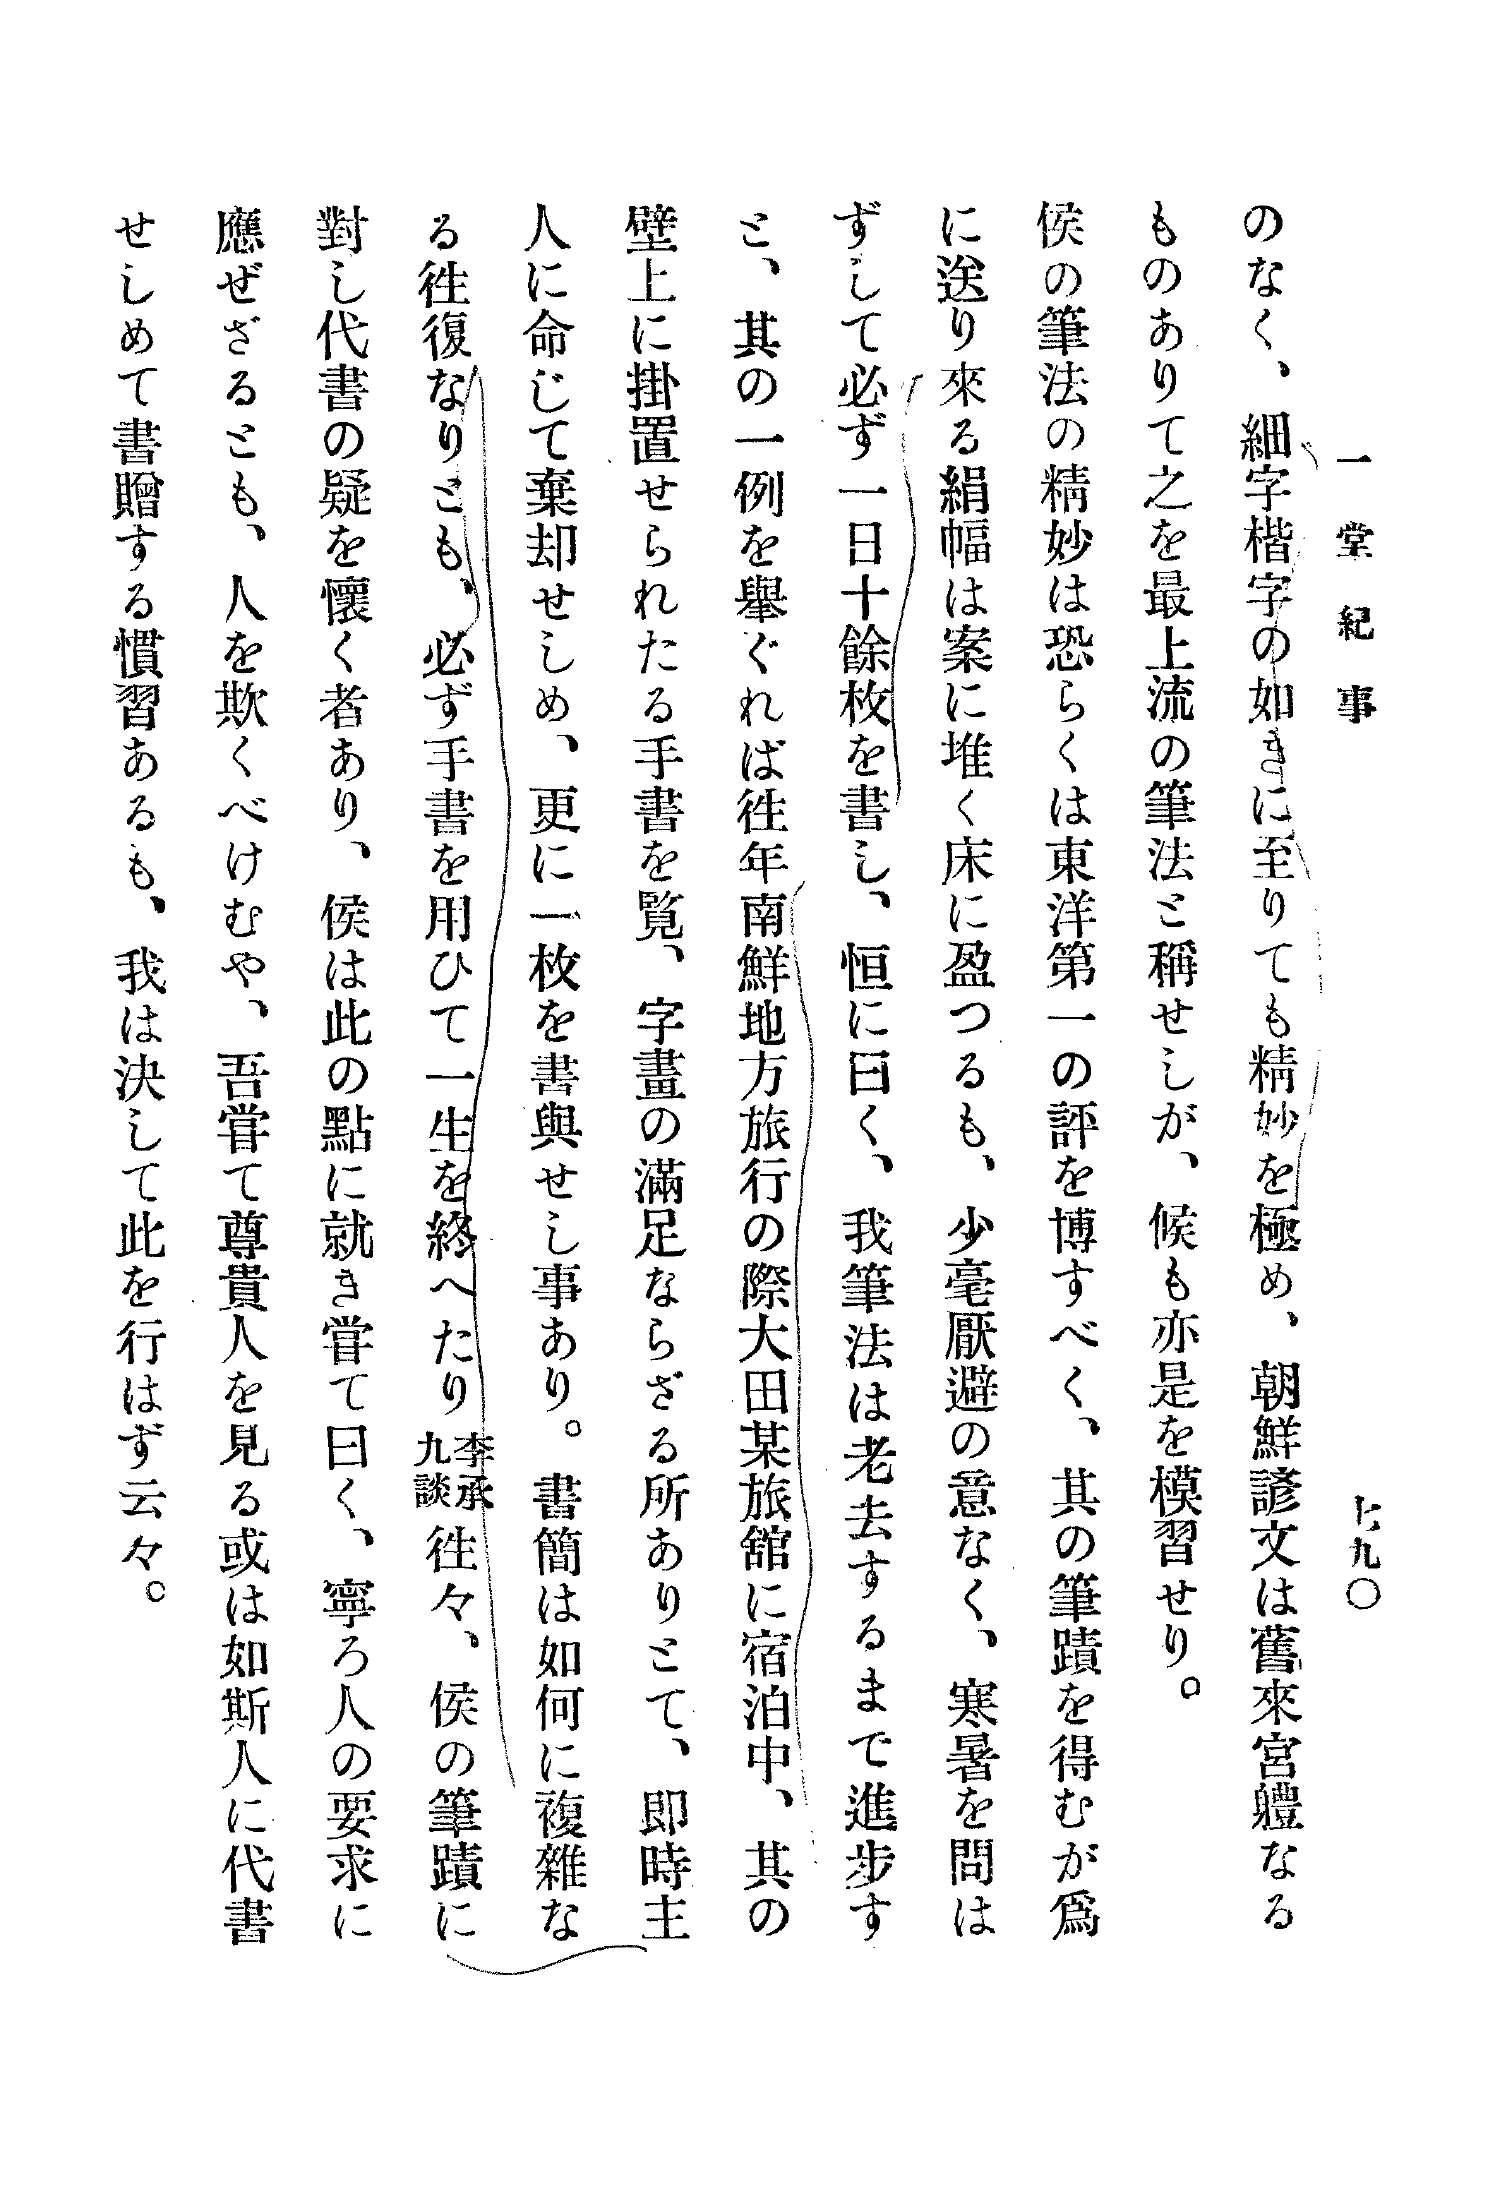 一堂紀事
七九〇
のなく、細字楷字の如きに至りても精妙を極め、朝鮮諺文は舊來宮軆なる
ものありて之を最上流の筆法と稱せしが、候も亦是を模習せり。
侯の筆法の精妙は恐らくは東洋第一の評を博すべく、其の筆蹟を得むが爲
に送り來る絹幅は案に堆く床に盈つるも、少毫厭避の意なく、寒暑を問は
ずして必ず一日十餘枚を書し、恒に曰く、我筆法は老去するまで進步す
と、其の一例を擧ぐれば徃年南鮮地方旅行の際大田某旅舘に宿泊中、其の
壁上に掛置せられたる手書を覧、字畫の滿足ならざる所ありとて、即時主
人に命じて棄却せしめ、更に一枚を書與せし事あり。書簡は如何に複雜な
る徃復なりとも、必ず手書を用ひて一生を終へたり李承九談徃々、侯の筆蹟に
對し代書の疑を懷く者あり、侯は此の點に就き甞て曰く、寧ろ人の要求に
應ぜざるとも、人を欺くべけむや、吾甞て尊貴人を見る或は如斯人に代書
せしめて書贈する慣習あるも、我は決して此を行はず云々。